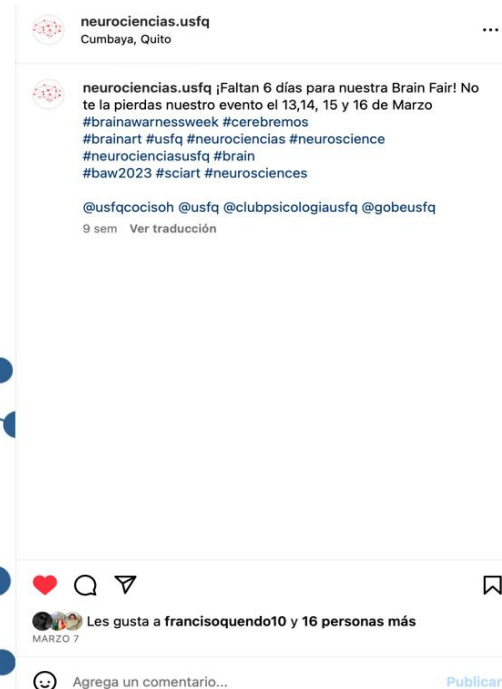 neurociencias.usfq
Cumbaya, Quito
neurociencias.usfq ¡Faltan 6 días para nuestra Brain Fair! No
te la pierdas nuestro evento el 13,14, 15 y 16 de Marzo
#brainawarnessweek #cerebremos
#brainart #usfq #neurociencias #neuroscience
#neurocienciasusfq #brain
#baw2023 #sciart #neurosciences
@usfqcocisoh @usfq @clubpsicologiausfq @gobeusfq
9 sem Ver traducción
Les gusta a francisoquendo10 y 16 personas más
MARZO 7
Agrega un comentario...
Publicar